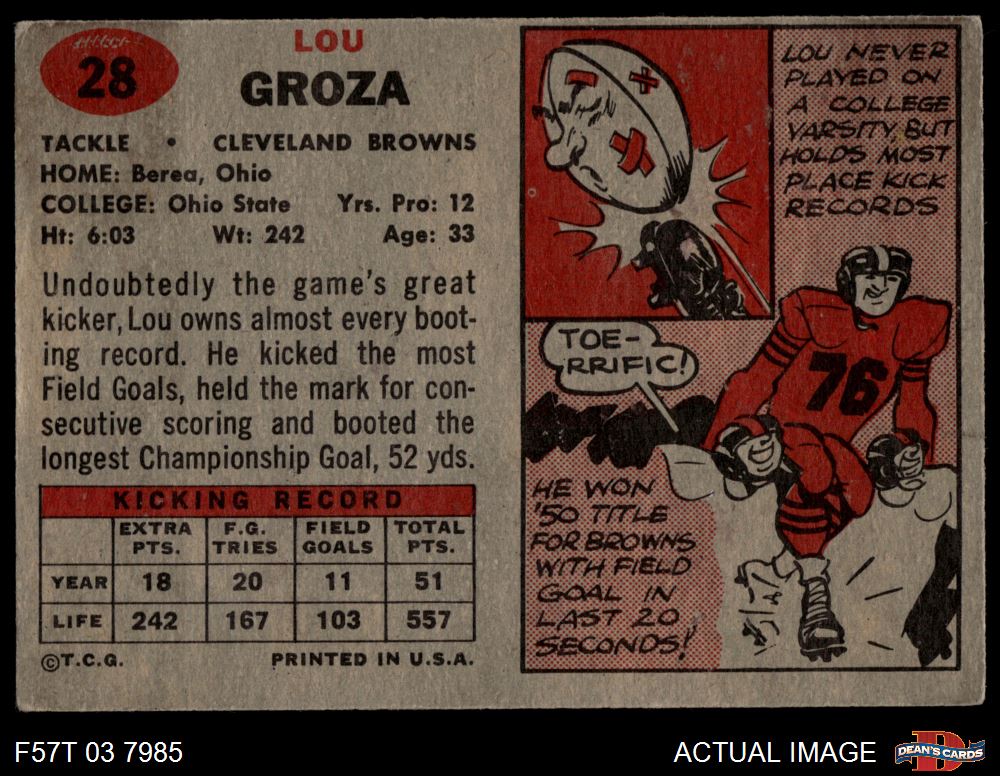 28
LOU
GROZA
TACKLE • CLEVELAND BROWNS
HOME: Berea, Ohio
COLLEGE: Ohio State Yrs. Pro: 12
Ht: 6:03 Wt: 242 Age: 33
Undoubtedly the game's great
kicker, Lou owns almost every boot-
ing record. He kicked the most
Field Goals, held the mark for con-
secutive scoring and booted the
longest Championship Goal, 52 yds.
KICKING RECORD
EXTRA PTS. F.G. TRIES FIELD GOALS TOTAL PTS.
YEAR 18 20 11 51
LIFE 242 167 103 557
©T.C.G. PRINTED IN U.S.A.
LOU NEVER
PLAYED ON
A COLLEGE
VARSITY BUT
HOLDS MOST
PLACE KICK
RECORDS
TOE-
RRIFIC!
76
HE WON
'50 TITLE
FOR BROWNS
WITH FIELD
GOAL IN
LAST 20
SECONDS!
F57T 03 7985 ACTUAL IMAGE DEAN'S CARDS